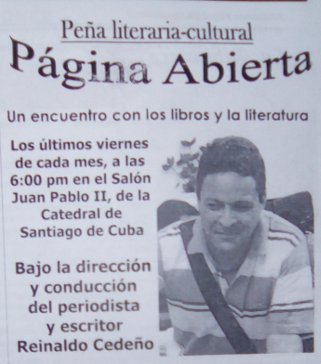 Peña literaria-cultural
Página Abierta
Un encuentro con los libros y la literatura
Los últimos viernes
de cada mes, a las
6:00 pm en el Salón
Juan Pablo II, de la
Catedral de
Santiago de Cuba
Bajo la dirección
y conducción
del periodista
y escritor
Reinaldo Cedeño